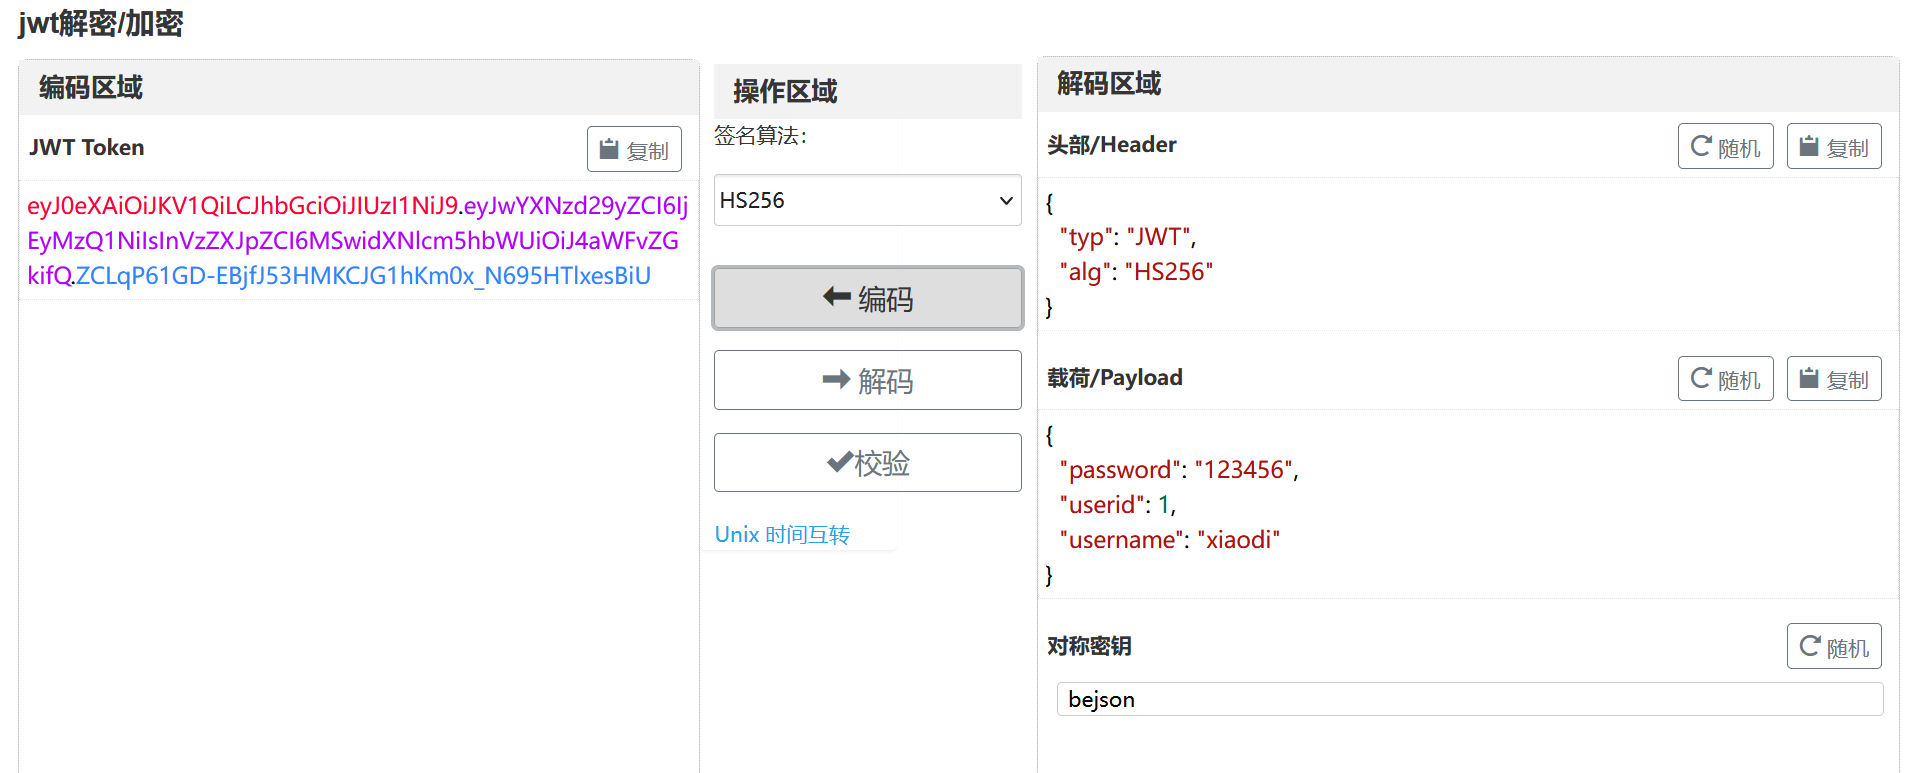 jwt解密/加密
编码区域
JWT Token
复制
eyJ0eXAiOiJKV1QiLCJhbGciOiJIUzI1NiJ9.eyJwYXNzd29yZCI6Ij
EyMzQ1NiIsInVzZXJpZCI6MSwidXNlcm5hbWUiOiJ4aWFvZG
kifQ.ZCLqP61GD-EBjfJ53HMKCJG1hKm0x_N695HTlxesBiU
操作区域
签名算法:
HS256
编码
解码
校验
Unix 时间互转
解码区域
头部/Header
随机
复制
{
"typ": "JWT",
"alg": "HS256"
}
载荷/Payload
随机
复制
{
"password": "123456",
"userid": 1,
"username": "xiaodi"
}
对称密钥
随机
bejson